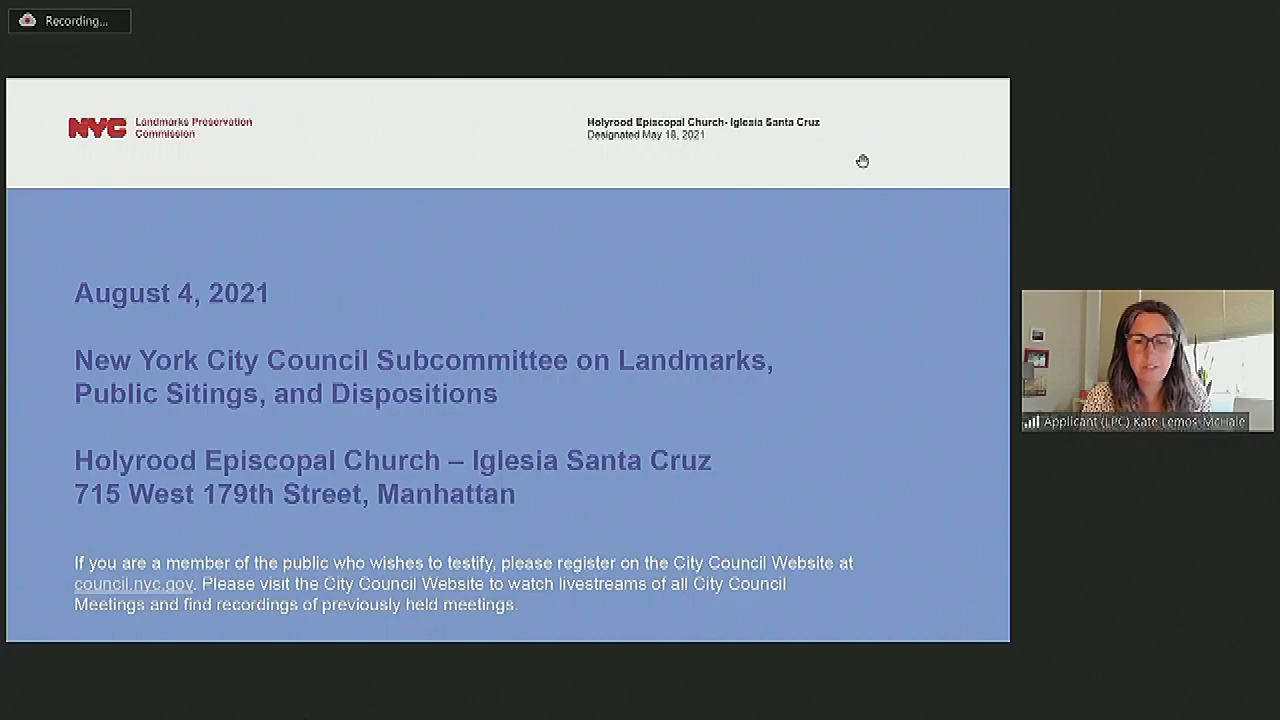 Recording...
NYC Landmarks Preservation
Commission
Holyrood Episcopal Church- Iglesia Santa Cruz
Designated May 18, 2021
August 4, 2021
New York City Council Subcommittee on Landmarks,
Public Sitings, and Dispositions
Holyrood Episcopal Church – Iglesia Santa Cruz
715 West 179th Street, Manhattan
If you are a member of the public who wishes to testify, please register on the City Council Website at
council.nyc.gov. Please visit the City Council Website to watch livestreams of all City Council
Meetings and find recordings of previously held meetings.
Applicant (LPC) Kate Lemos McHale